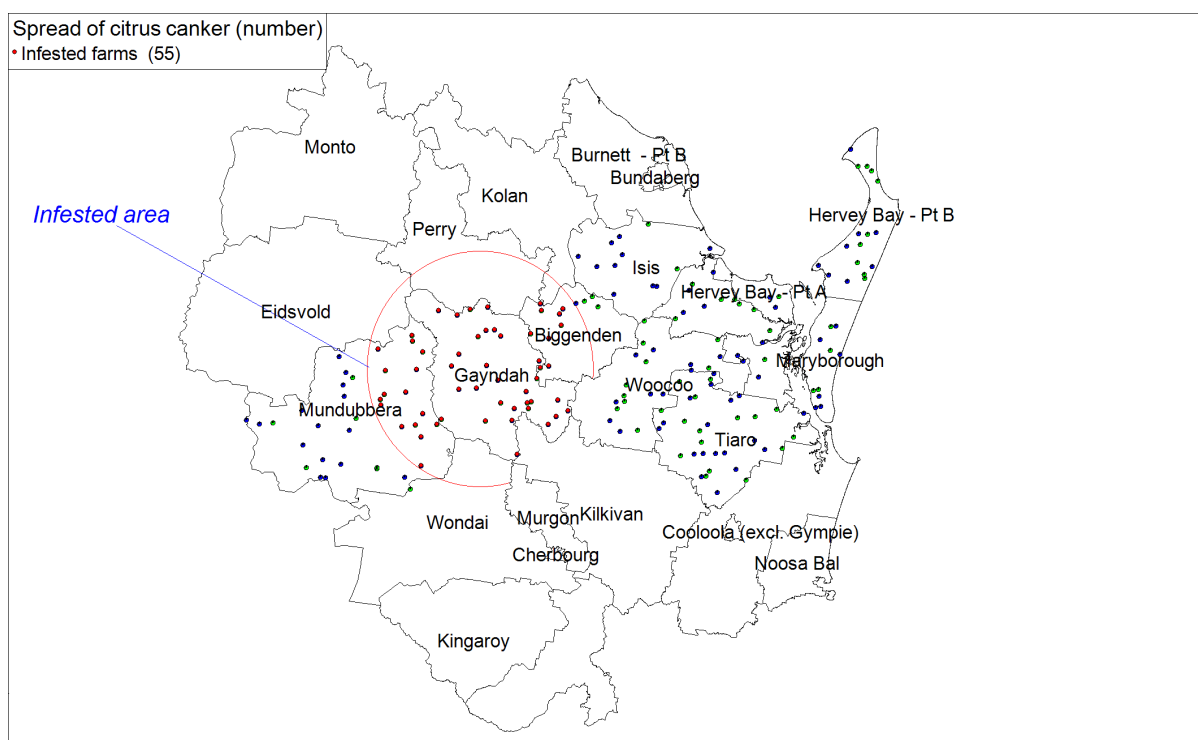 Spread of citrus canker (number)
Infested farms (55)
Monto
Burnett - Pt B
Bundaberg
Kolan
Infested area
Hervey Bay - Pt B
Perry
Isis
Hervey Bay - Pt A
Eidsvold
Biggenden
Maryborough
Gayndah
Woocoo
Mundubbera
Tiaro
Wondai
Murgon
Kilkivan
Cooloola (excl. Gympie)
Cherbourg
Noosa Bal
Kingaroy